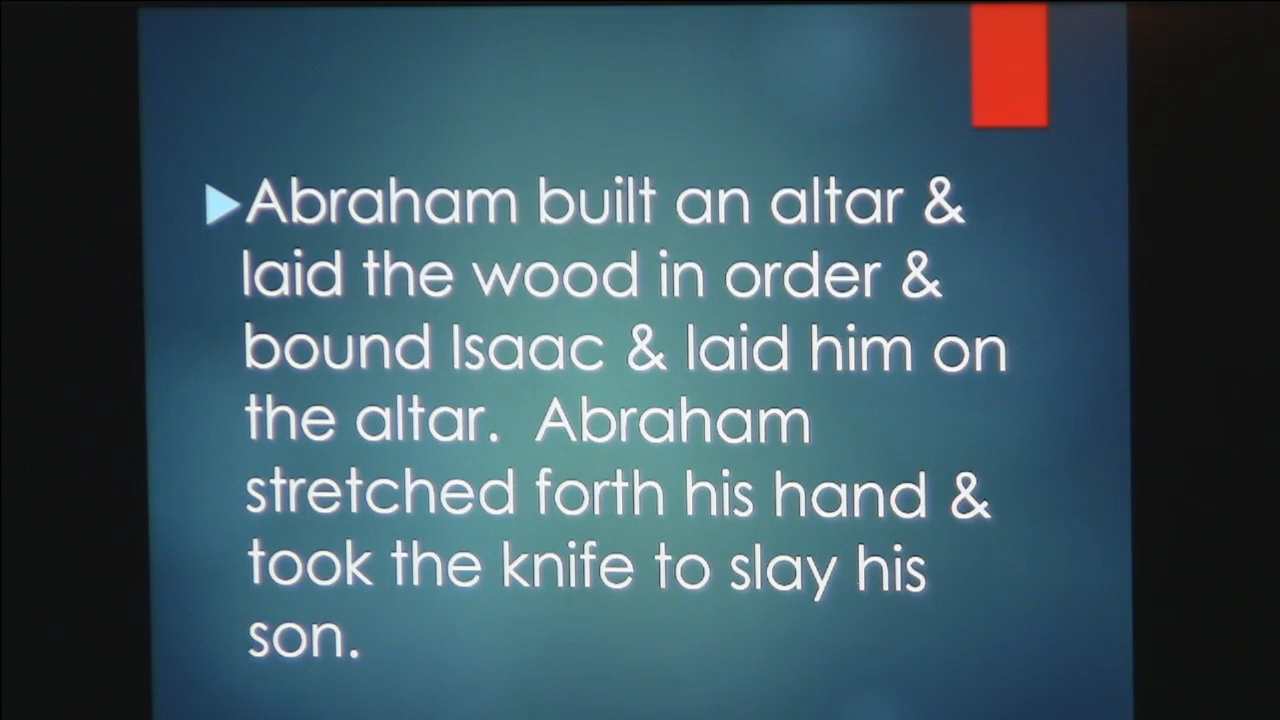 Abraham built an altar &
laid the wood in order &
bound Isaac & laid him on
the altar.  Abraham
stretched forth his hand &
took the knife to slay his
son.